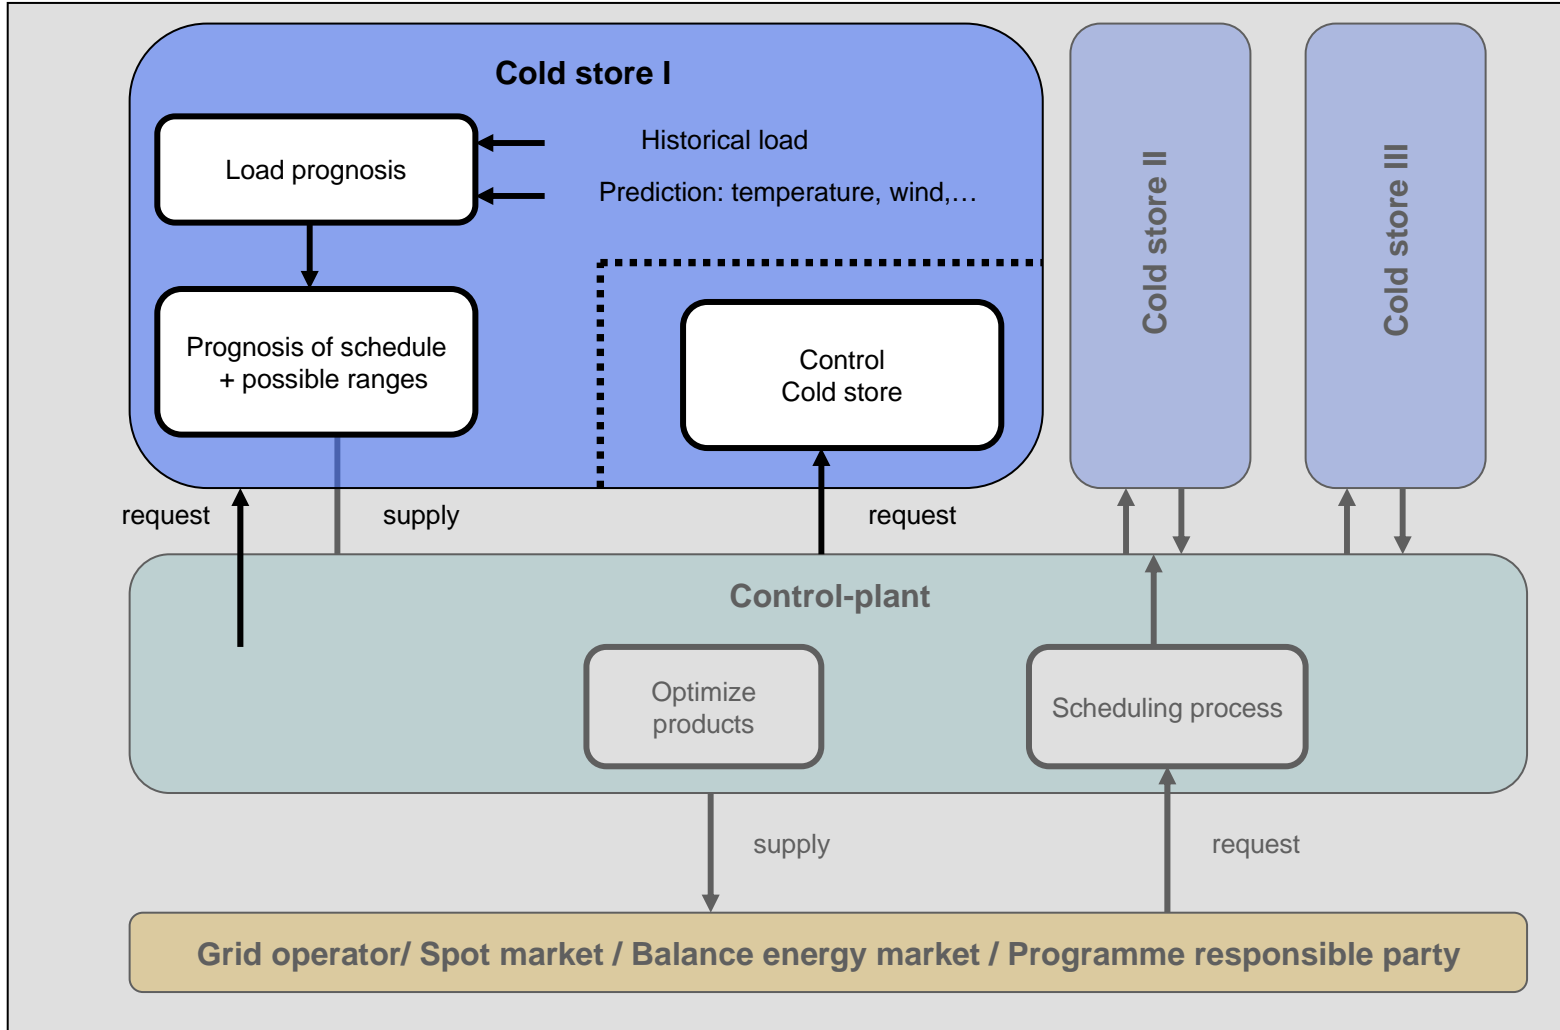 Cold store I
Historical load
Load prognosis
Prediction: temperature, wind,…
Prognosis of schedule
+ possible ranges
Control
Cold store
Cold store II
Cold store III
request
supply
request
Control-plant
Optimize
products
Scheduling process
supply
request
Grid operator/ Spot market / Balance energy market / Programme responsible party